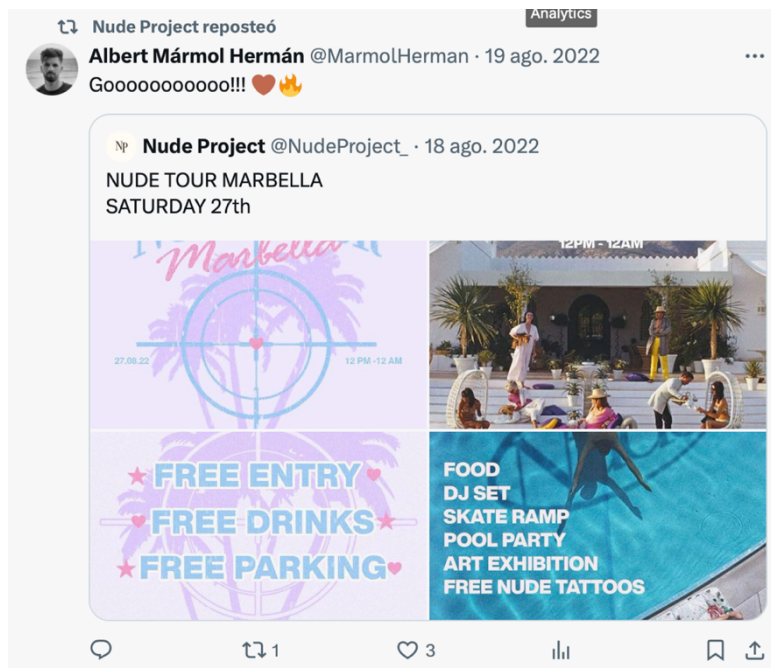 Analytics
Nude Project reposteó
Albert Mármol Hermán @MarmolHerman · 19 ago. 2022
Gooooooooooo!!! ❤️🔥
NP Nude Project @NudeProject_ · 18 ago. 2022
NUDE TOUR MARBELLA
SATURDAY 27th
Marbella
27.08.22 12 PM -12 AM
12PM - 12AM
FREE ENTRY
FREE DRINKS
FREE PARKING
FOOD
DJ SET
SKATE RAMP
POOL PARTY
ART EXHIBITION
FREE NUDE TATTOOS
1 3